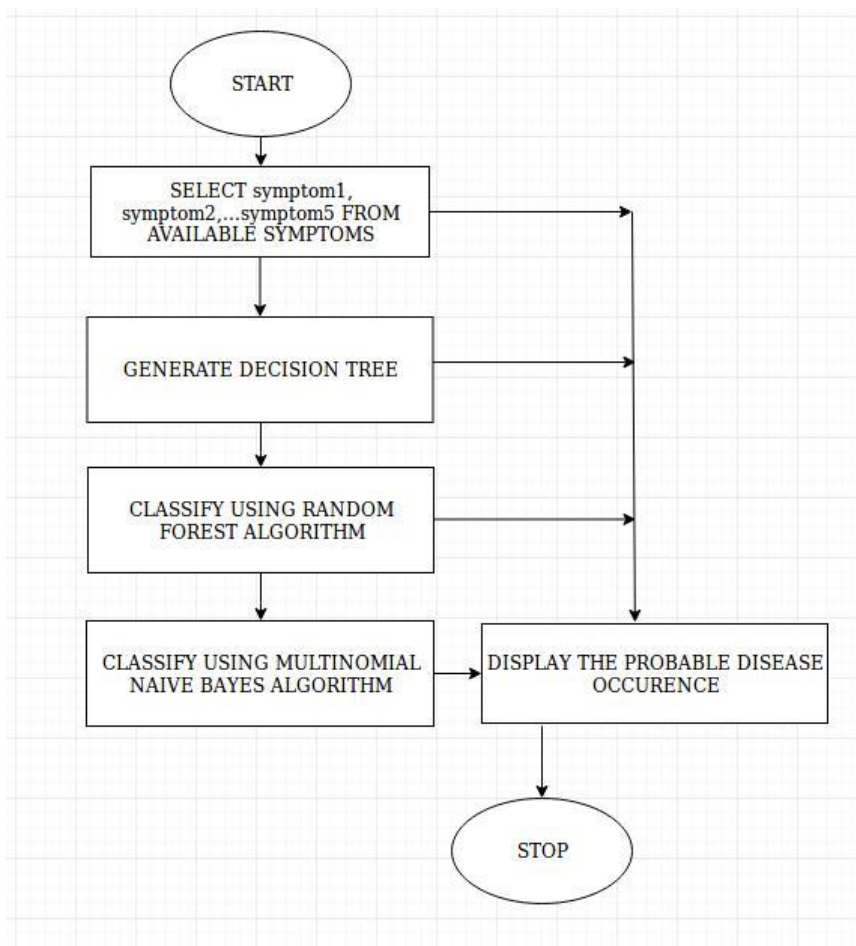 START
SELECT symptom1,
symptom2,...symptom5 FROM
AVAILABLE SYMPTOMS
GENERATE DECISION TREE
CLASSIFY USING RANDOM
FOREST ALGORITHM
CLASSIFY USING MULTINOMIAL
NAIVE BAYES ALGORITHM
DISPLAY THE PROBABLE DISEASE
OCCURENCE
STOP